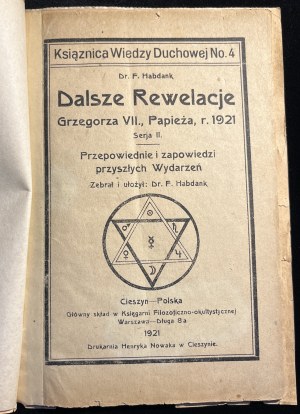 Książnica Wiedzy Duchowej No. 4
Dr. F. Habdank
Dalsze Rewelacje
Grzegorza VII., Papieża, r. 1921
Serja II.
Przepowiednie i zapowiedzi
przyszłych Wydarzeń
Zebrał i ułożył: Dr. F. Habdank
Cieszyn—Polska
Główny skład w Księgarni Filozoficzno-okultystycznej
Warszawa—Długa 8a
1921
Drukarnia Henryka Nowaka w Cieszynie.